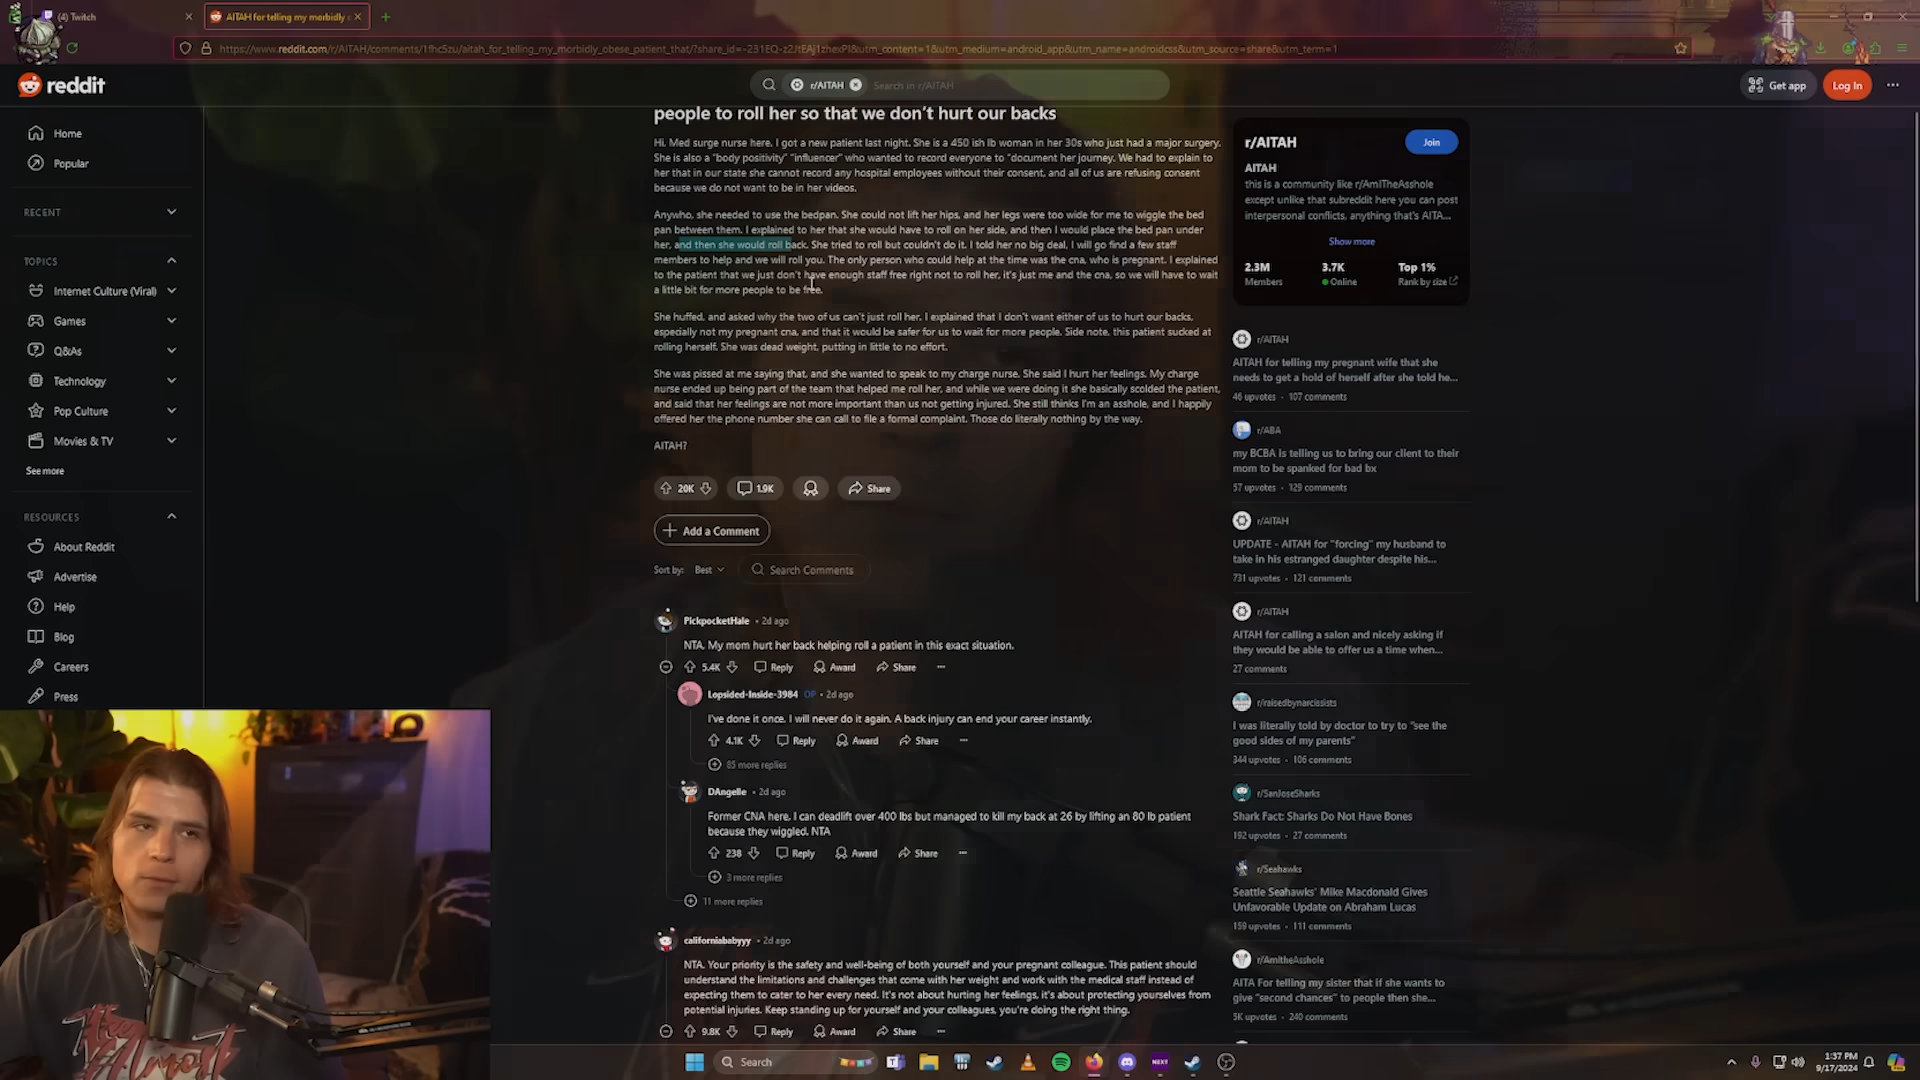 (4) Twitch
AITAH for telling my morbidly
https://www.reddit.com/r/AITAH/comments/1fhc5zu/aitah_for_telling_my_morbidly_obese_patient_that/?share_id=-231EQ-z2JtEAj1zhexPl&utm_content=1&utm_medium=android_app&utm_name=androidcss&utm_source=share&utm_term=1
reddit
r/AITAH
Search in r/AITAH
Get app
Log In
Home
Popular
RECENT
TOPICS
Internet Culture (Viral)
Games
Q&As
Technology
Pop Culture
Movies & TV
See more
RESOURCES
About Reddit
Advertise
Help
Blog
Careers
Press
people to roll her so that we don't hurt our backs
Hi. Med surge nurse here. I got a new patient last night. She is a 450 ish lb woman in her 30s who just had a major surgery.
She is also a "body positivity" "influencer" who wanted to record everyone to "document her journey. We had to explain to
her that in our state she cannot record any hospital employees without their consent, and all of us are refusing consent
because we do not want to be in her videos.
Anywho, she needed to use the bedpan. She could not lift her hips, and her legs were too wide for me to wiggle the bed
pan between them. I explained to her that she would have to roll on her side, and then I would place the bed pan under
her, and then she would roll back. She tried to roll but couldn't do it. I told her no big deal, I will go find a few staff
members to help and we will roll you. The only person who could help at the time was the cna, who is pregnant. I explained
to the patient that we just don't have enough staff free right not to roll her, it's just me and the cna, so we will have to wait
a little bit for more people to be free.
She huffed, and asked why the two of us can't just roll her. I explained that I don't want either of us to hurt our backs,
especially not my pregnant cna, and that it would be safer for us to wait for more people. Side note, this patient sucked at
rolling herself. She was dead weight, putting in little to no effort.
She was pissed at me saying that, and she wanted to speak to my charge nurse. She said I hurt her feelings. My charge
nurse ended up being part of the team that helped me roll her, and while we were doing it she basically scolded the patient,
and said that her feelings are not more important than us not getting injured. She still thinks I'm an asshole, and I happily
offered her the phone number she can call to file a formal complaint. Those do literally nothing by the way.
AITAH?
20K
1.9K
Share
Add a Comment
Sort by: Best
Search Comments
PickpocketHale • 2d ago
NTA. My mom hurt her back helping roll a patient in this exact situation.
5.4K Reply Award Share
Lopsided-Inside-3984 OP • 2d ago
I've done it once. I will never do it again. A back injury can end your career instantly.
4.1K Reply Award Share
85 more replies
DAngelle • 2d ago
Former CNA here. I can deadlift over 400 lbs but managed to kill my back at 26 by lifting an 80 lb patient
because they wiggled. NTA
238 Reply Award Share
3 more replies
11 more replies
californiababyyy • 2d ago
NTA. Your priority is the safety and well-being of both yourself and your pregnant colleague. This patient should
understand the limitations and challenges that come with her weight and work with the medical staff instead of
expecting them to cater to her every need. It's not about hurting her feelings, it's about protecting yourselves from
potential injuries. Keep standing up for yourself and your colleagues, you're doing the right thing.
9.8K Reply Award Share
r/AITAH
Join
AITAH
this is a community like r/AmITheAsshole
except unlike that subreddit here you can post
interpersonal conflicts, anything that's AITA...
Show more
2.3M 3.7K Top 1%
Members Online Rank by size
r/AITAH
AITAH for telling my pregnant wife that she
needs to get a hold of herself after she told he...
46 upvotes • 107 comments
r/ABA
my BCBA is telling us to bring our client to their
mom to be spanked for bad bx
57 upvotes • 129 comments
r/AITAH
UPDATE - AITAH for "forcing" my husband to
take in his estranged daughter despite his...
731 upvotes • 121 comments
r/AITAH
AITAH for calling a salon and nicely asking if
they would be able to offer us a time when...
27 comments
r/raisedbynarcissists
I was literally told by doctor to try to "see the
good sides of my parents"
344 upvotes • 106 comments
r/SanJoseSharks
Shark Fact: Sharks Do Not Have Bones
192 upvotes • 27 comments
r/Seahawks
Seattle Seahawks' Mike Macdonald Gives
Unfavorable Update on Abraham Lucas
159 upvotes • 111 comments
r/AmItheAsshole
AITA For telling my sister that if she wants to
give "second chances" to people then she...
5K upvotes • 240 comments
The Almost
Search
NEXT
1:37 PM
9/17/2024